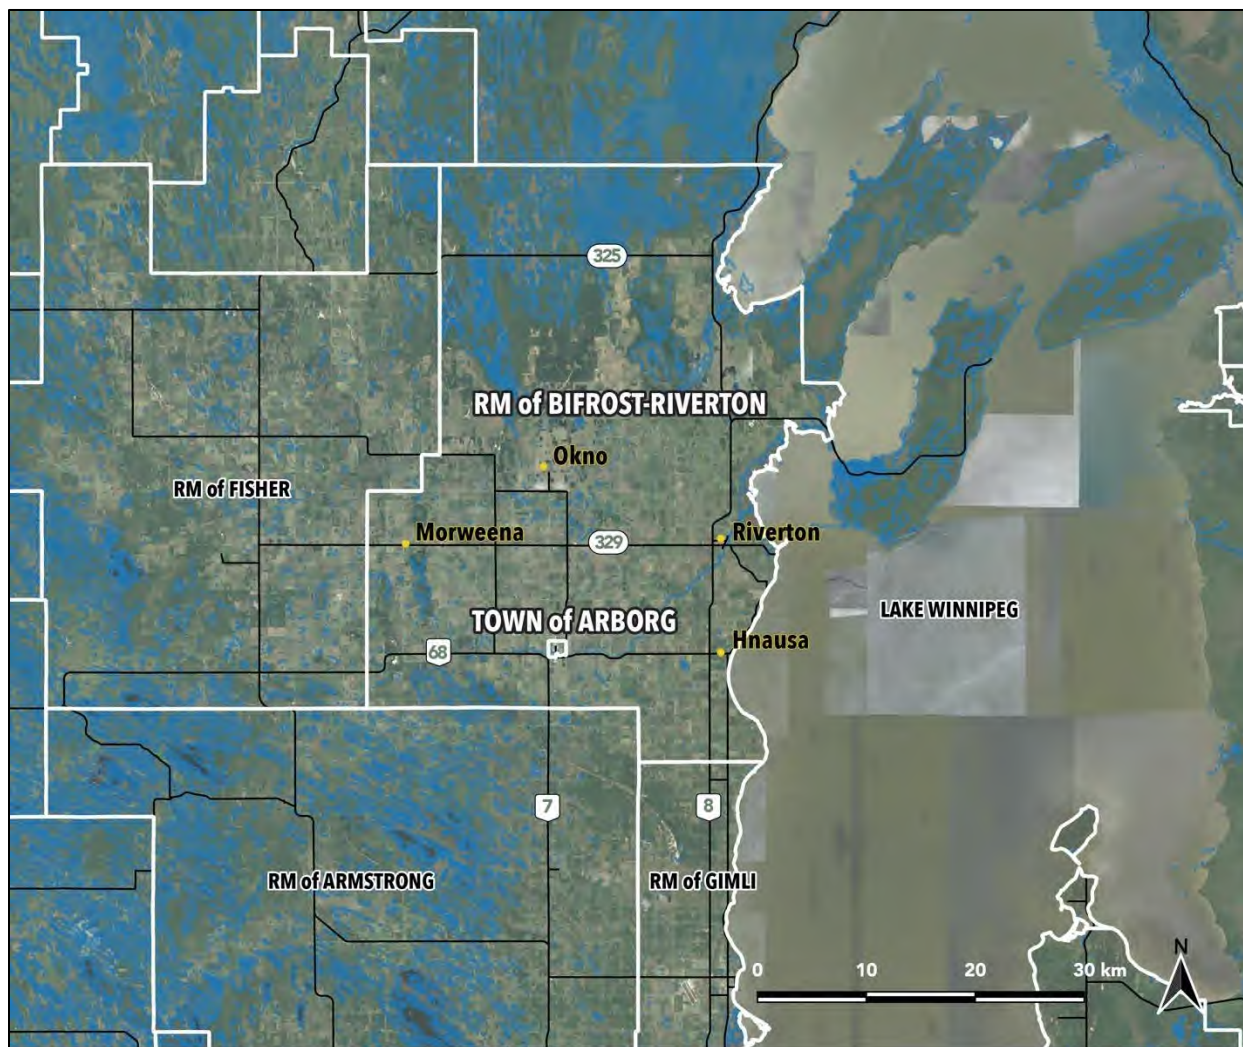 325
RM of BIFROST-RIVERTON
Okno
RM of FISHER
Morweena
329
Riverton
TOWN of ARBORG
LAKE WINNIPEG
68
Hnausa
7
8
RM of ARMSTRONG
RM of GIMLI
N
0 10 20 30 km